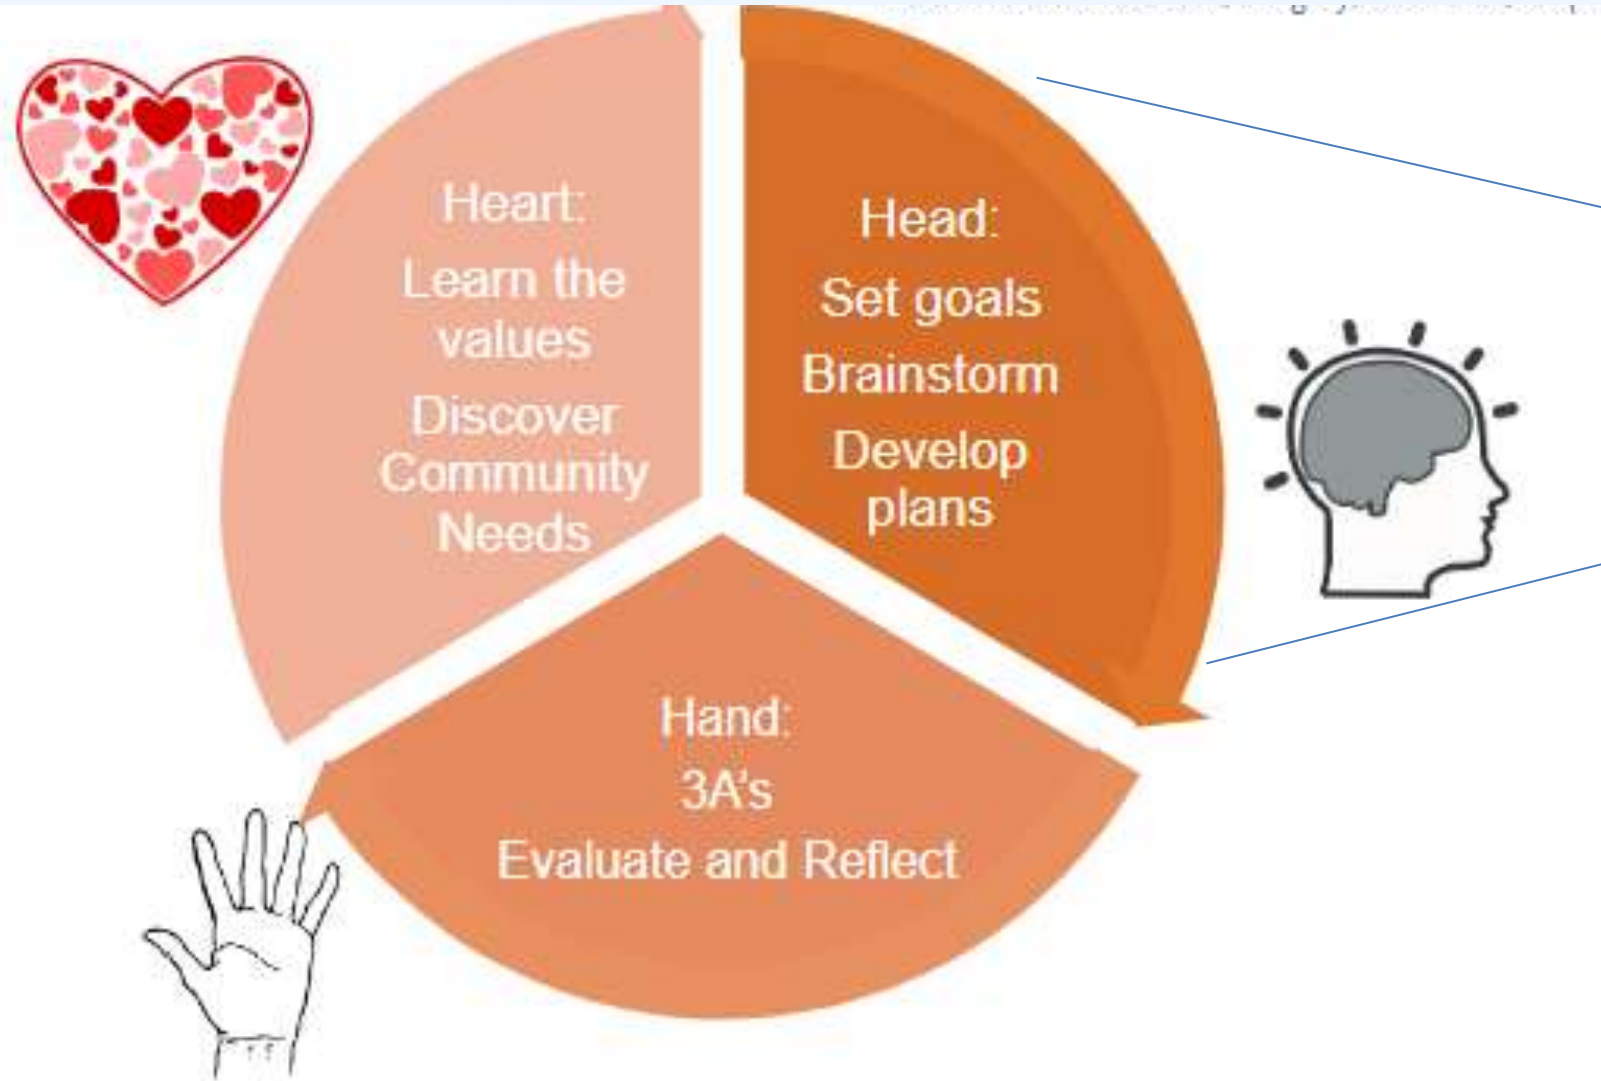 Heart:
Learn the
values
Discover
Community
Needs
Head:
Set goals
Brainstorm
Develop
plans
Hand:
3A's
Evaluate and Reflect